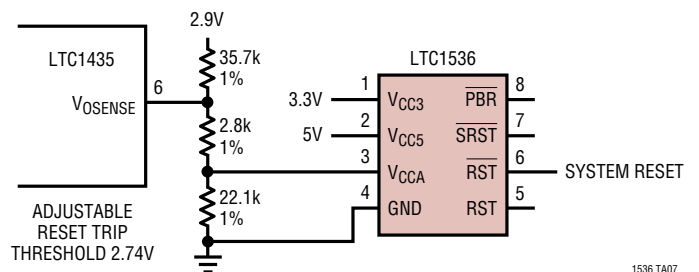 2.9V
LTC1435
6
VOSENSE
35.7k
1%
2.8k
1%
22.1k
1%
ADJUSTABLE
RESET TRIP
THRESHOLD 2.74V
LTC1536
3.3V 1 VCC3 PBR 8
5V 2 VCC5 SRST 7
3 VCCA RST 6 SYSTEM RESET
4 GND RST 5
1536 TA07